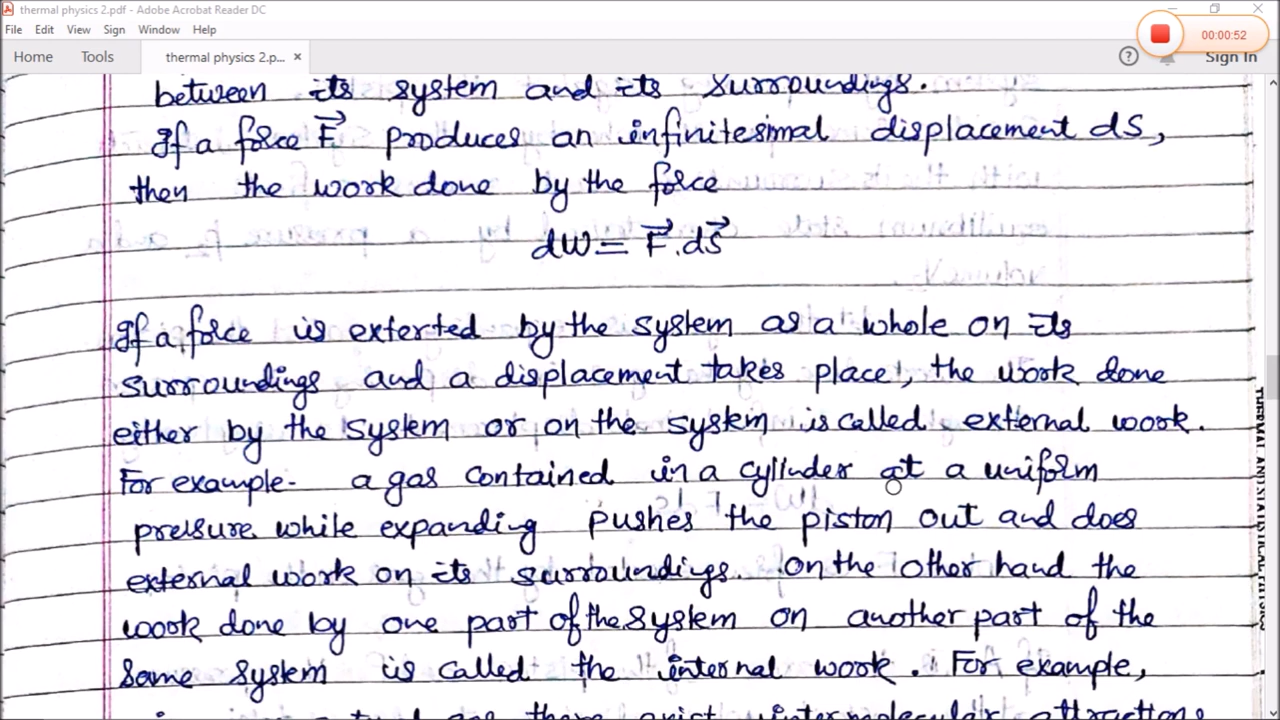 thermal physics 2.pdf - Adobe Acrobat Reader DC
File Edit View Sign Window Help
00:00:52
Home Tools thermal physics 2.p... × Sign In
between its system and its surroundings.
If a force F⃗ produces an infinitesimal displacement dS,
then the work done by the force
dW = F⃗.dS⃗
If a force is exterted by the system as a whole on its
surroundings and a displacement takes place, the work done
either by the system or on the system is called external work.
For example- a gas contained in a cylinder at a uniform
pressure while expanding pushes the piston out and does
external work on its surroundings. On the other hand the
work done by one part of the system on another part of the
same system is called the internal work. For example,
intermolecular attractions